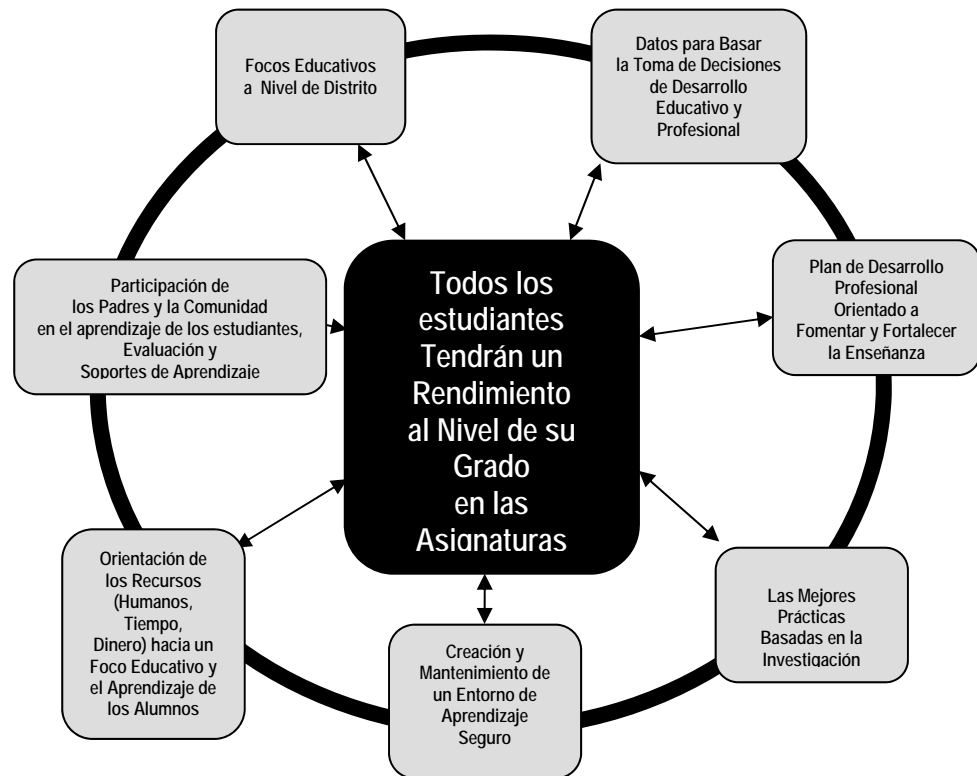 Focos Educativos
a Nivel de Distrito
Datos para Basar
la Toma de Decisiones
de Desarrollo
Educativo y
Profesional
Participación de
los Padres y la Comunidad
en el aprendizaje de los estudiantes,
Evaluación y
Soportes de Aprendizaje
Todos los
estudiantes
Tendrán un
Rendimiento
al Nivel de su
Grado
en las
Asignaturas
Plan de Desarrollo
Profesional
Orientado a
Fomentar y Fortalecer
la Enseñanza
Orientación de
los Recursos
(Humanos,
Tiempo,
Dinero) hacia un
Foco Educativo y
el Aprendizaje de
los Alumnos
Creación y
Mantenimiento de
un Entorno de
Aprendizaje
Seguro
Las Mejores
Prácticas
Basadas en la
Investigación